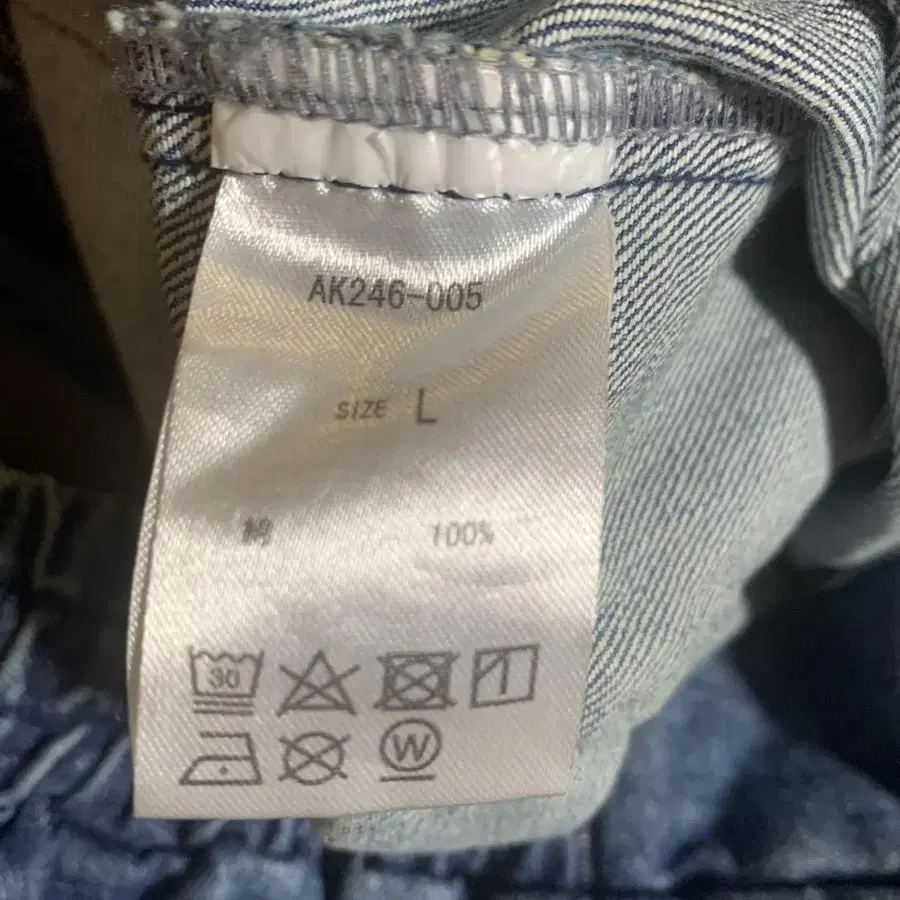 AK246-005
SIZE L
綿 100%
30
W